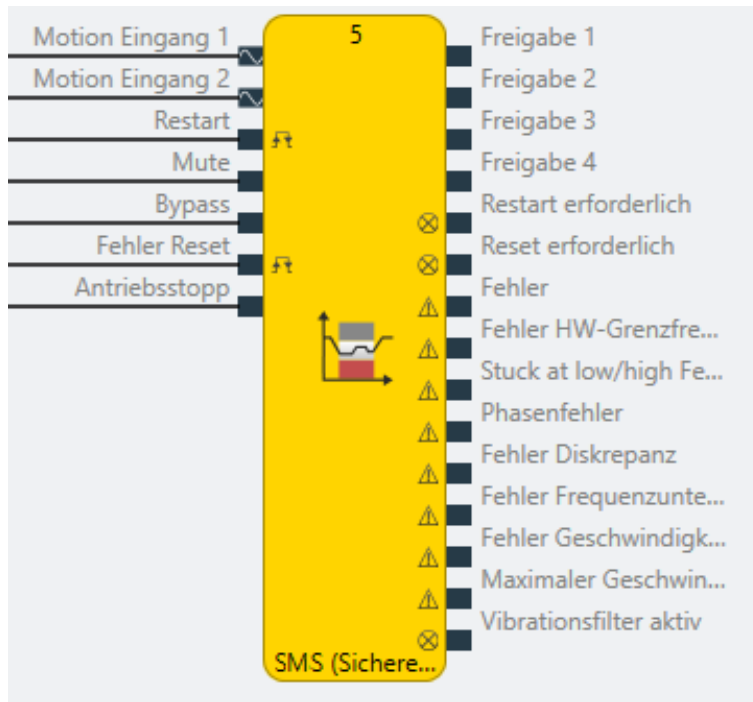 Motion Eingang 1
5
Freigabe 1
Motion Eingang 2
Freigabe 2
Restart
Freigabe 3
Mute
Freigabe 4
Bypass
Restart erforderlich
Fehler Reset
Reset erforderlich
Antriebsstopp
Fehler
Fehler HW-Grenzfre...
Stuck at low/high Fe...
Phasenfehler
Fehler Diskrepanz
Fehler Frequenzunte...
Fehler Geschwindigk...
Maximaler Geschwin...
Vibrationsfilter aktiv
SMS (Sichere...